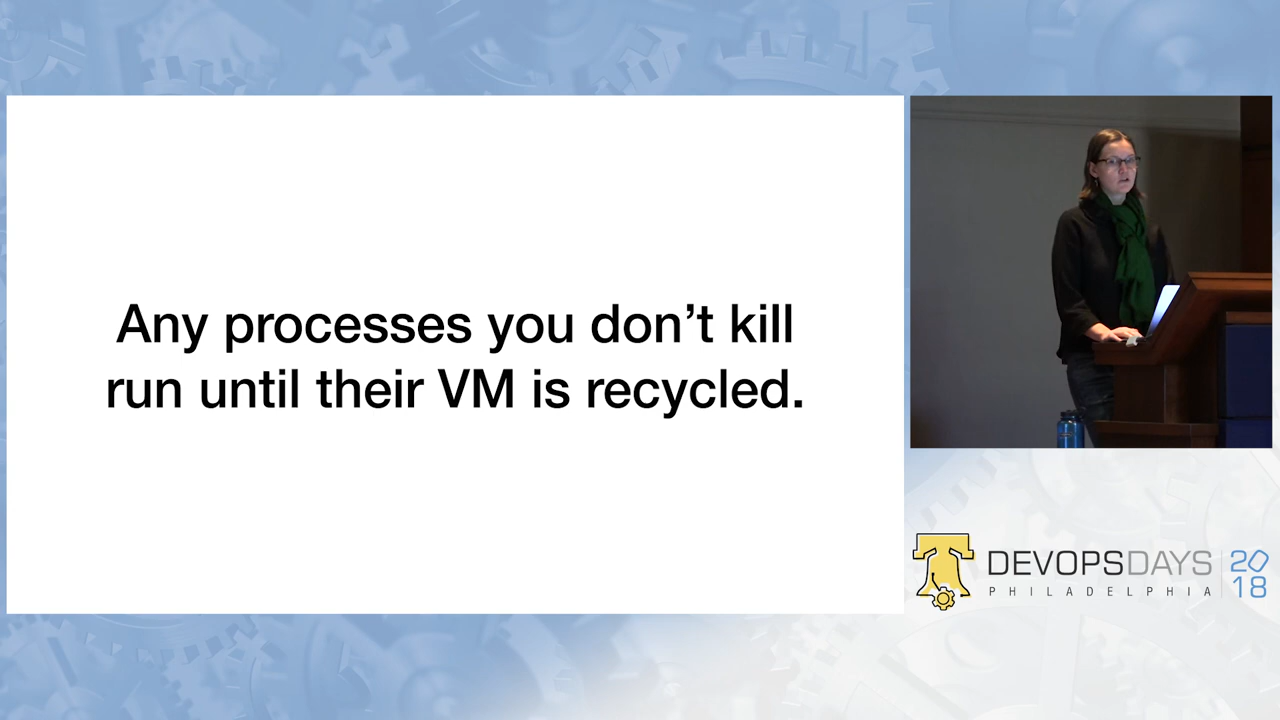 Any processes you don’t kill
run until their VM is recycled.
DEVOPSDAYS
PHILADELPHIA
20
18